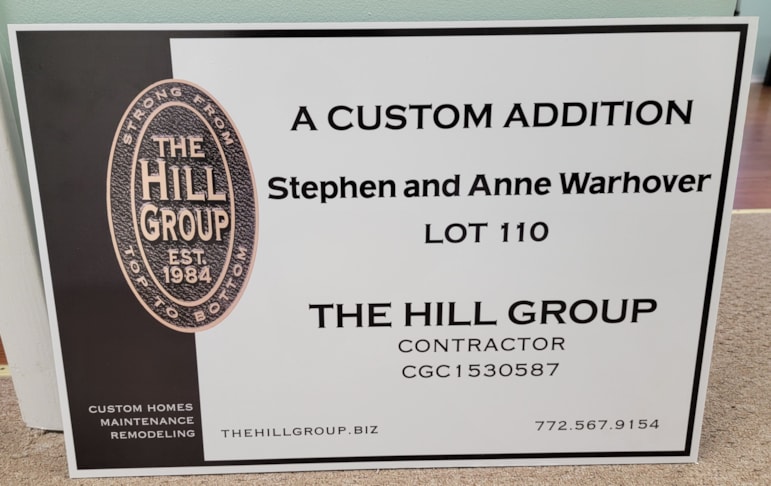 STRONG FROM
THE
HILL
GROUP
EST.
1984
TOP TO BOTTOM
CUSTOM HOMES
MAINTENANCE
REMODELING
A CUSTOM ADDITION
Stephen and Anne Warhover
LOT 110
THE HILL GROUP
CONTRACTOR
CGC1530587
THEHILLGROUP.BIZ
772.567.9154